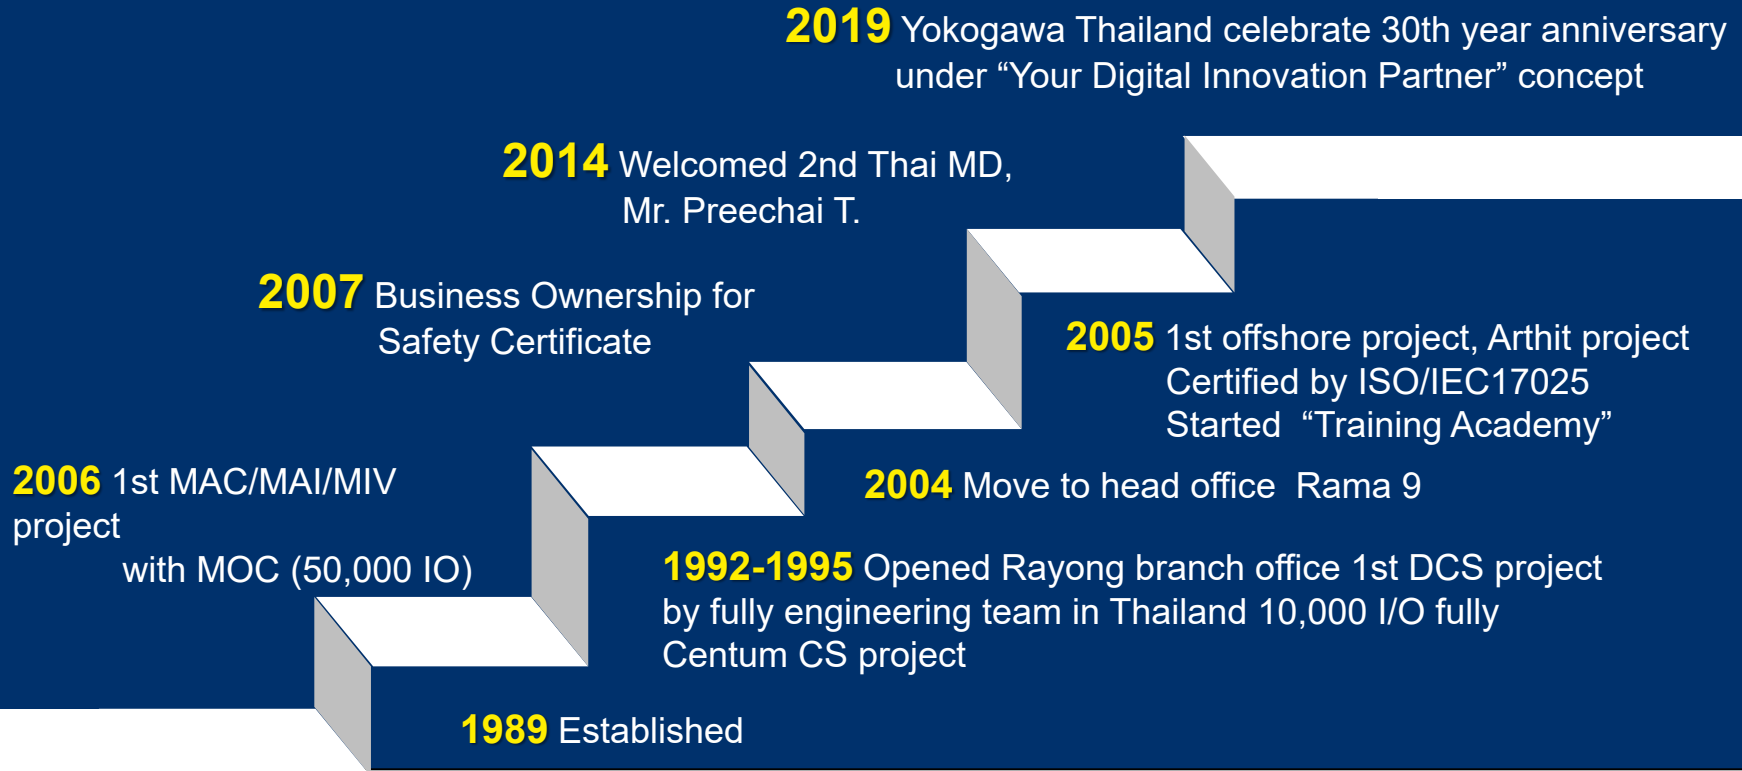 2019 Yokogawa Thailand celebrate 30th year anniversary
under “Your Digital Innovation Partner” concept
2014 Welcomed 2nd Thai MD,
Mr. Preechai T.
2007 Business Ownership for
Safety Certificate
2006 1st MAC/MAI/MIV
project
with MOC (50,000 IO)
2005 1st offshore project, Arthit project
Certified by ISO/IEC17025
Started “Training Academy”
2004 Move to head office Rama 9
1992-1995 Opened Rayong branch office 1st DCS project
by fully engineering team in Thailand 10,000 I/O fully
Centum CS project
1989 Established